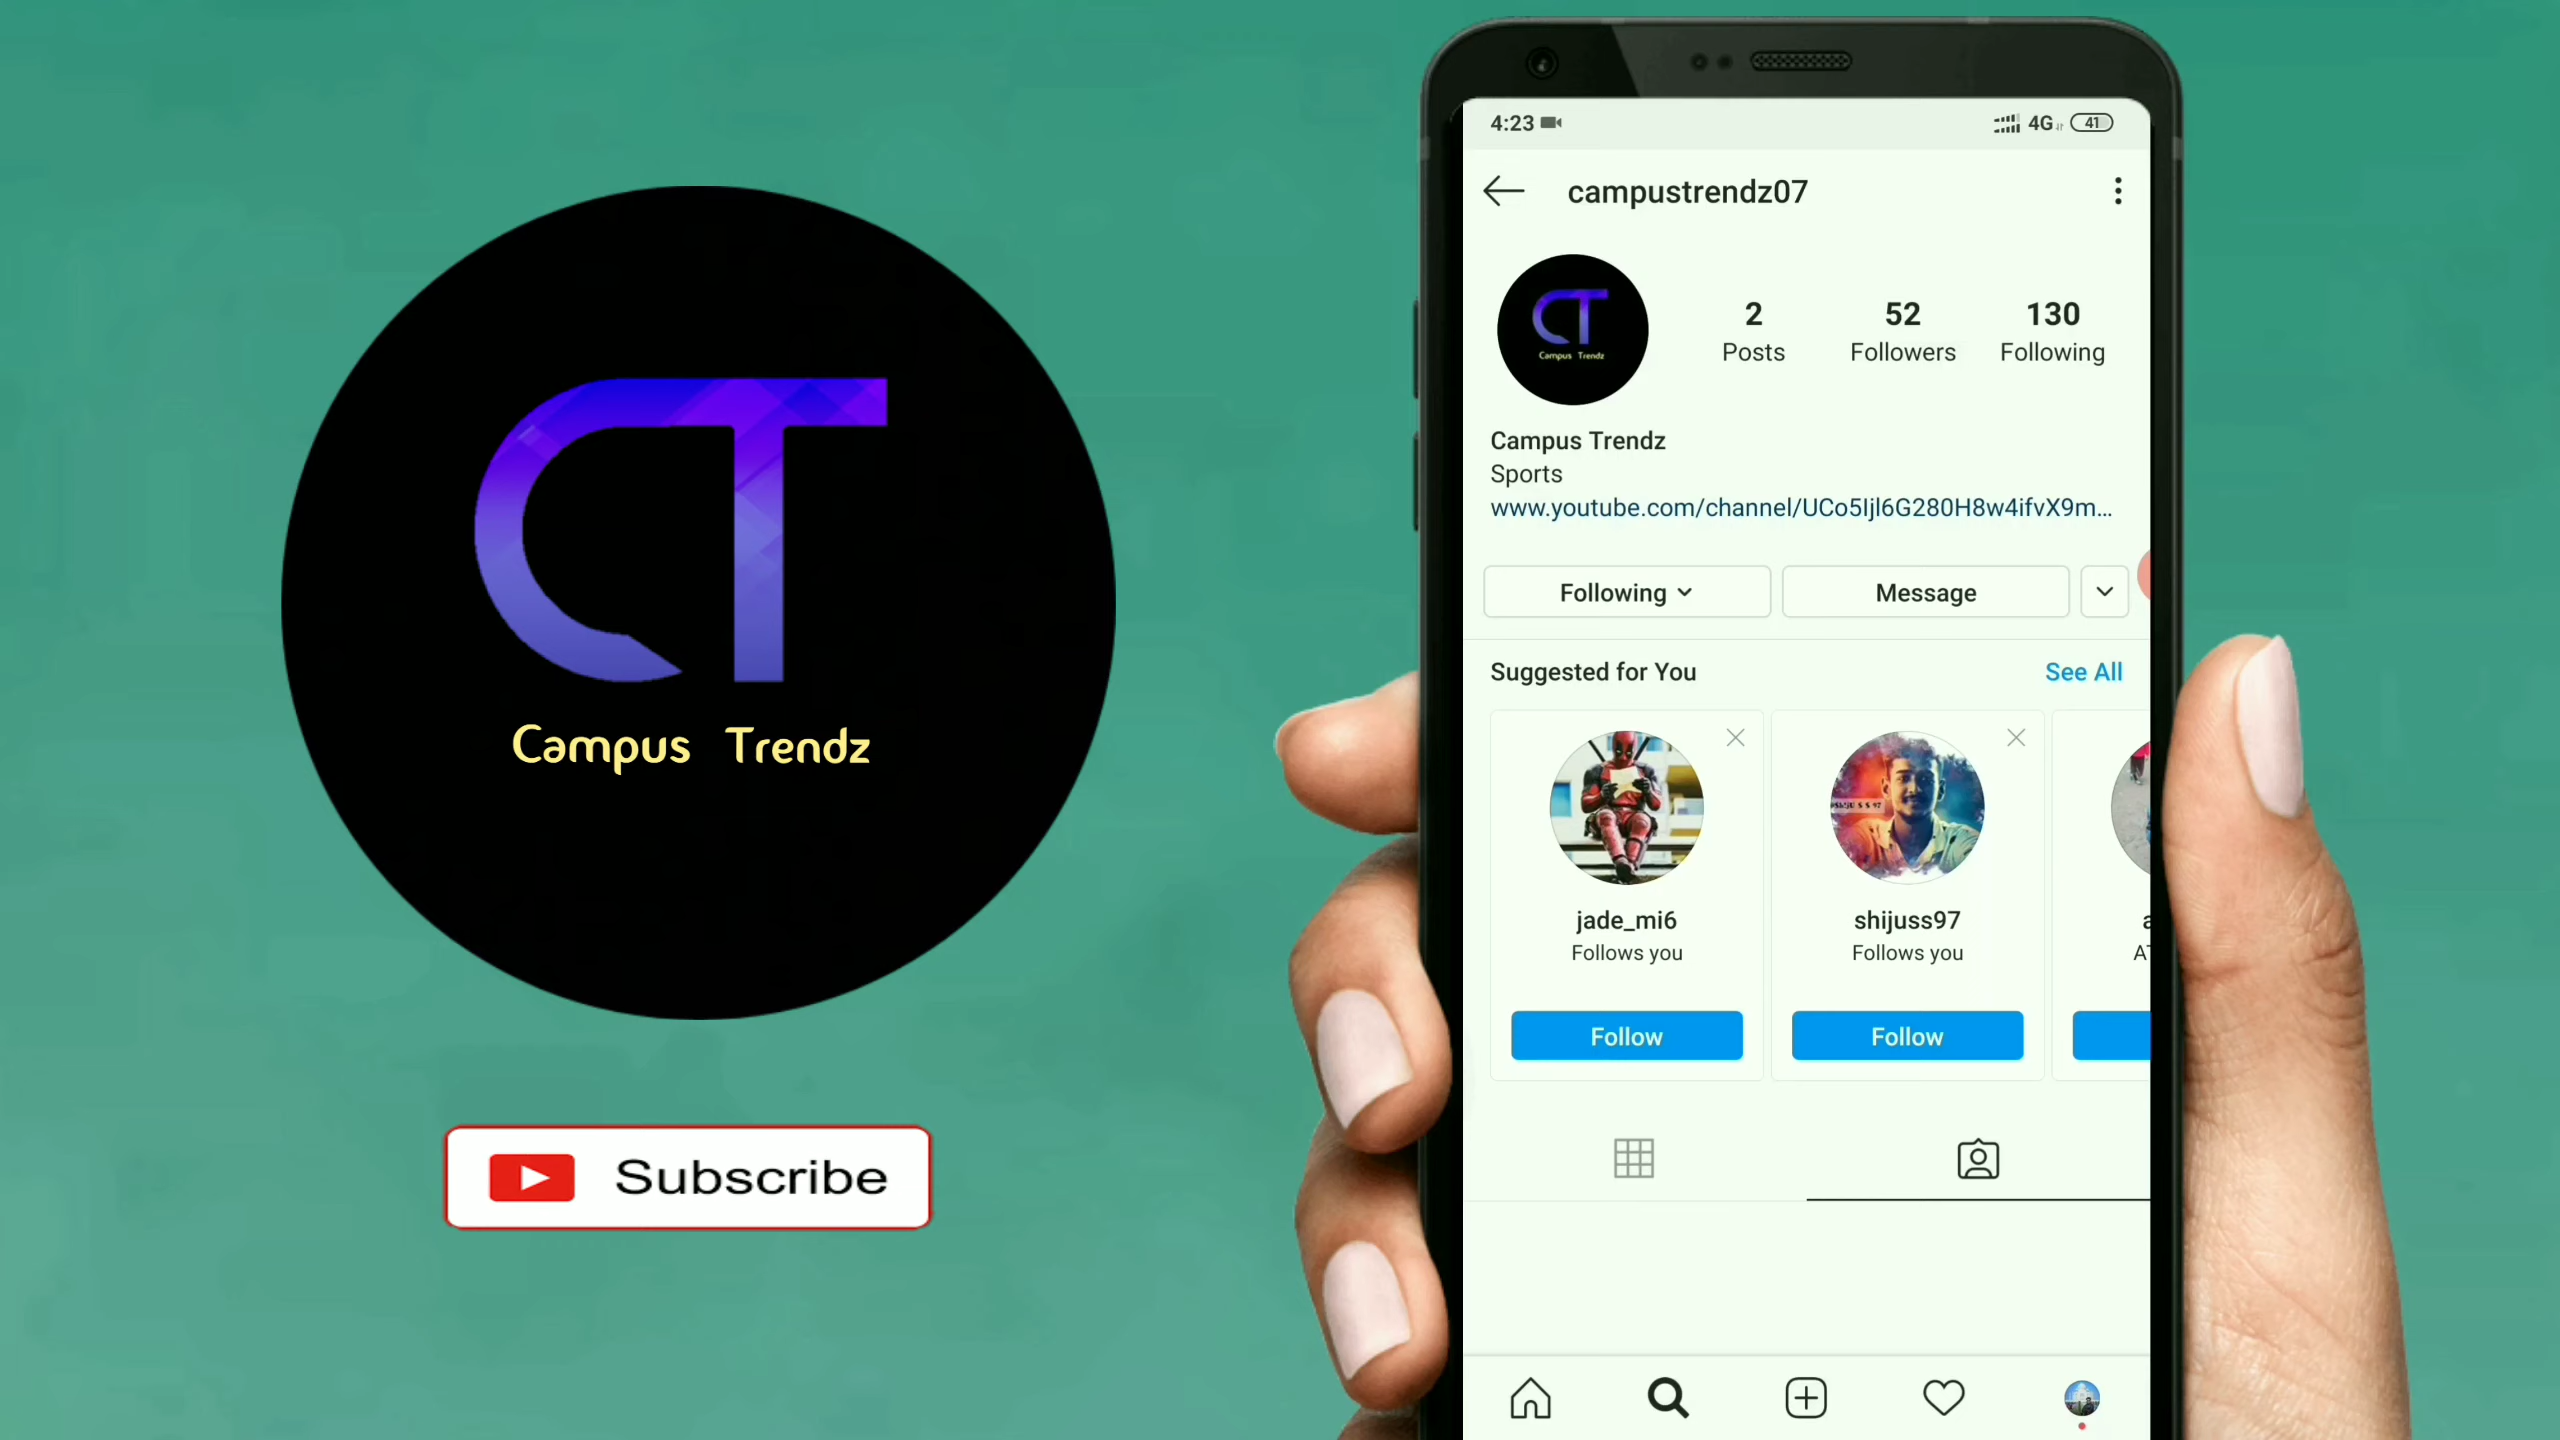 CT
Campus Trendz
Subscribe
4:23
4G 41
campustrendz07
CT
Campus Trendz
2
Posts
52
Followers
130
Following
Campus Trendz
Sports
www.youtube.com/channel/UCo5Ijl6G280H8w4ifvX9m...
Following
Message
Suggested for You
See All
jade_mi6
Follows you
Follow
shijuss97
Follows you
Follow